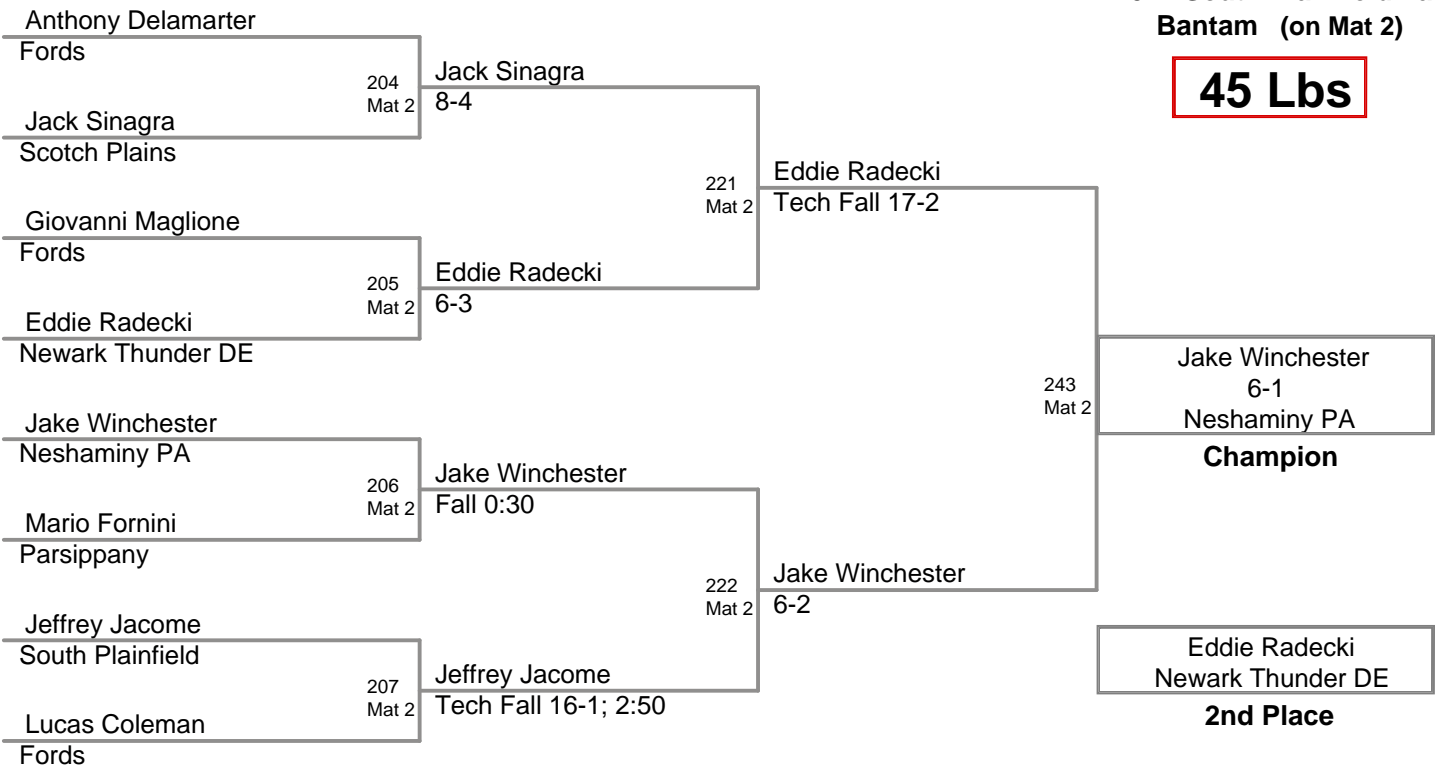 Bantam (on Mat 2)
45 Lbs
Anthony Delamarter
Fords
204
Mat 2
Jack Sinagra
8-4
Jack Sinagra
Scotch Plains
221
Mat 2
Eddie Radecki
Tech Fall 17-2
Giovanni Maglione
Fords
205
Mat 2
Eddie Radecki
6-3
Eddie Radecki
Newark Thunder DE
243
Mat 2
Jake Winchester
6-1
Neshaminy PA
Champion
Jake Winchester
Neshaminy PA
206
Mat 2
Jake Winchester
Fall 0:30
Mario Fornini
Parsippany
222
Mat 2
Jake Winchester
6-2
Jeffrey Jacome
South Plainfield
207
Mat 2
Jeffrey Jacome
Tech Fall 16-1; 2:50
Lucas Coleman
Fords
Eddie Radecki
Newark Thunder DE
2nd Place